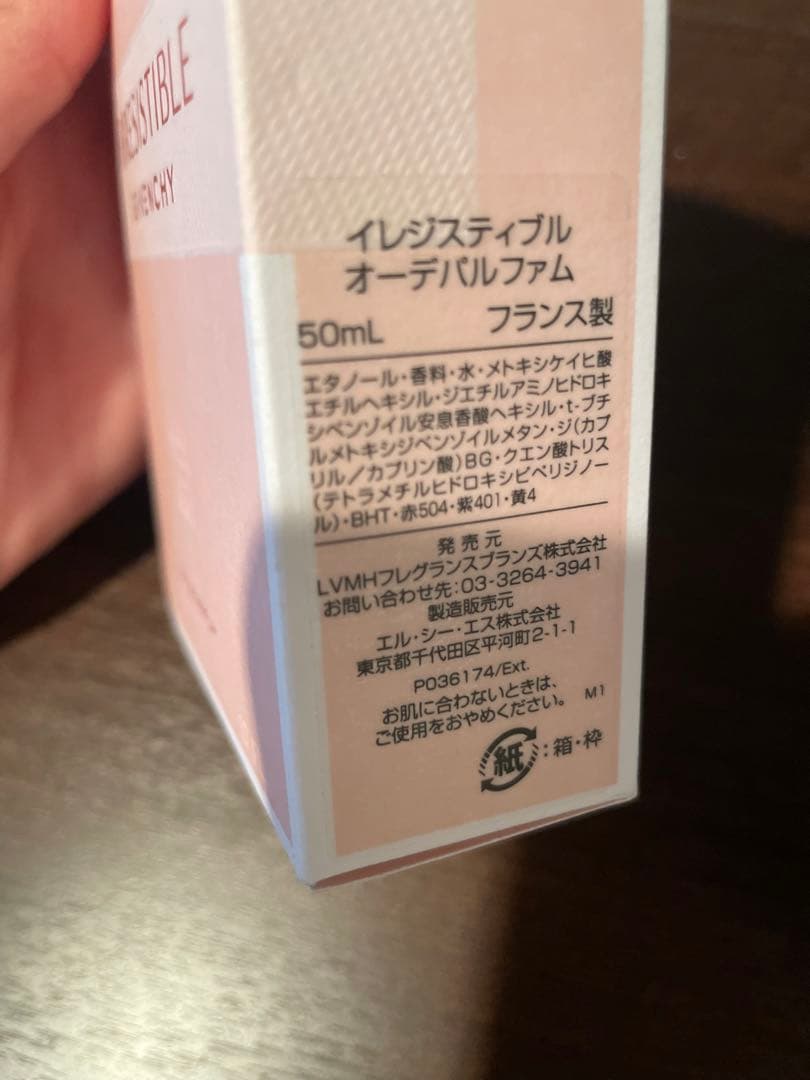 イレジスティブル
オーデパルファム
50mL フランス製
エタノール・香料・水・メトキシケイヒ酸
エチルヘキシル・ジエチルアミノヒドロキ
シベンゾイル安息香酸ヘキシル・t-ブチ
ルメトキシジベンゾイルメタン・ジ(カプ
リル/カプリン酸)BG・クエン酸トリス
(テトラメチルヒドロキシピペリジノー
ル)・BHT・赤504・紫401・黄4
発売元
LVMHフレグランスブランズ株式会社
お問い合わせ先:03-3264-3941
製造販売元
エル・シー・エス株式会社
東京都千代田区平河町2-1-1
P036174/Ext.
お肌に合わないときは、
ご使用をおやめください。 M1
紙:箱・枠